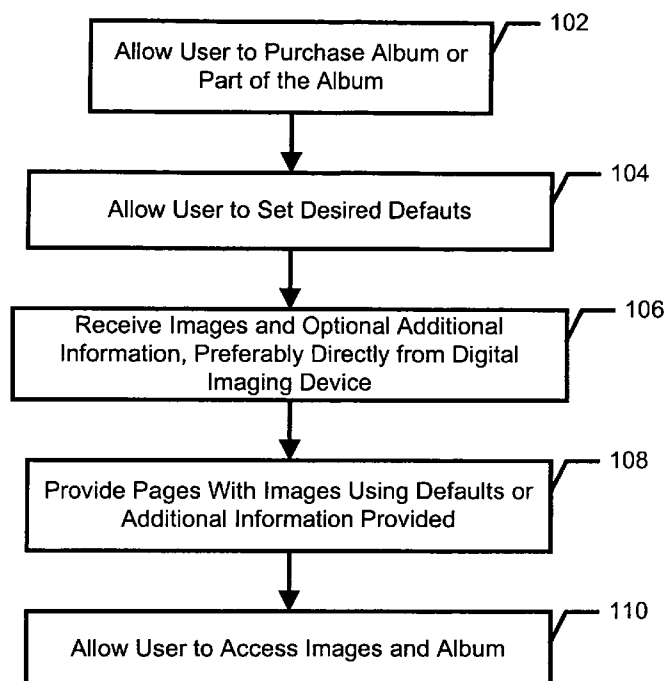 102
Allow User to Purchase Album or
Part of the Album
104
Allow User to Set Desired Defauts
106
Receive Images and Optional Additional
Information, Preferably Directly from Digital
Imaging Device
108
Provide Pages With Images Using Defaults or
Additional Information Provided
110
Allow User to Access Images and Album